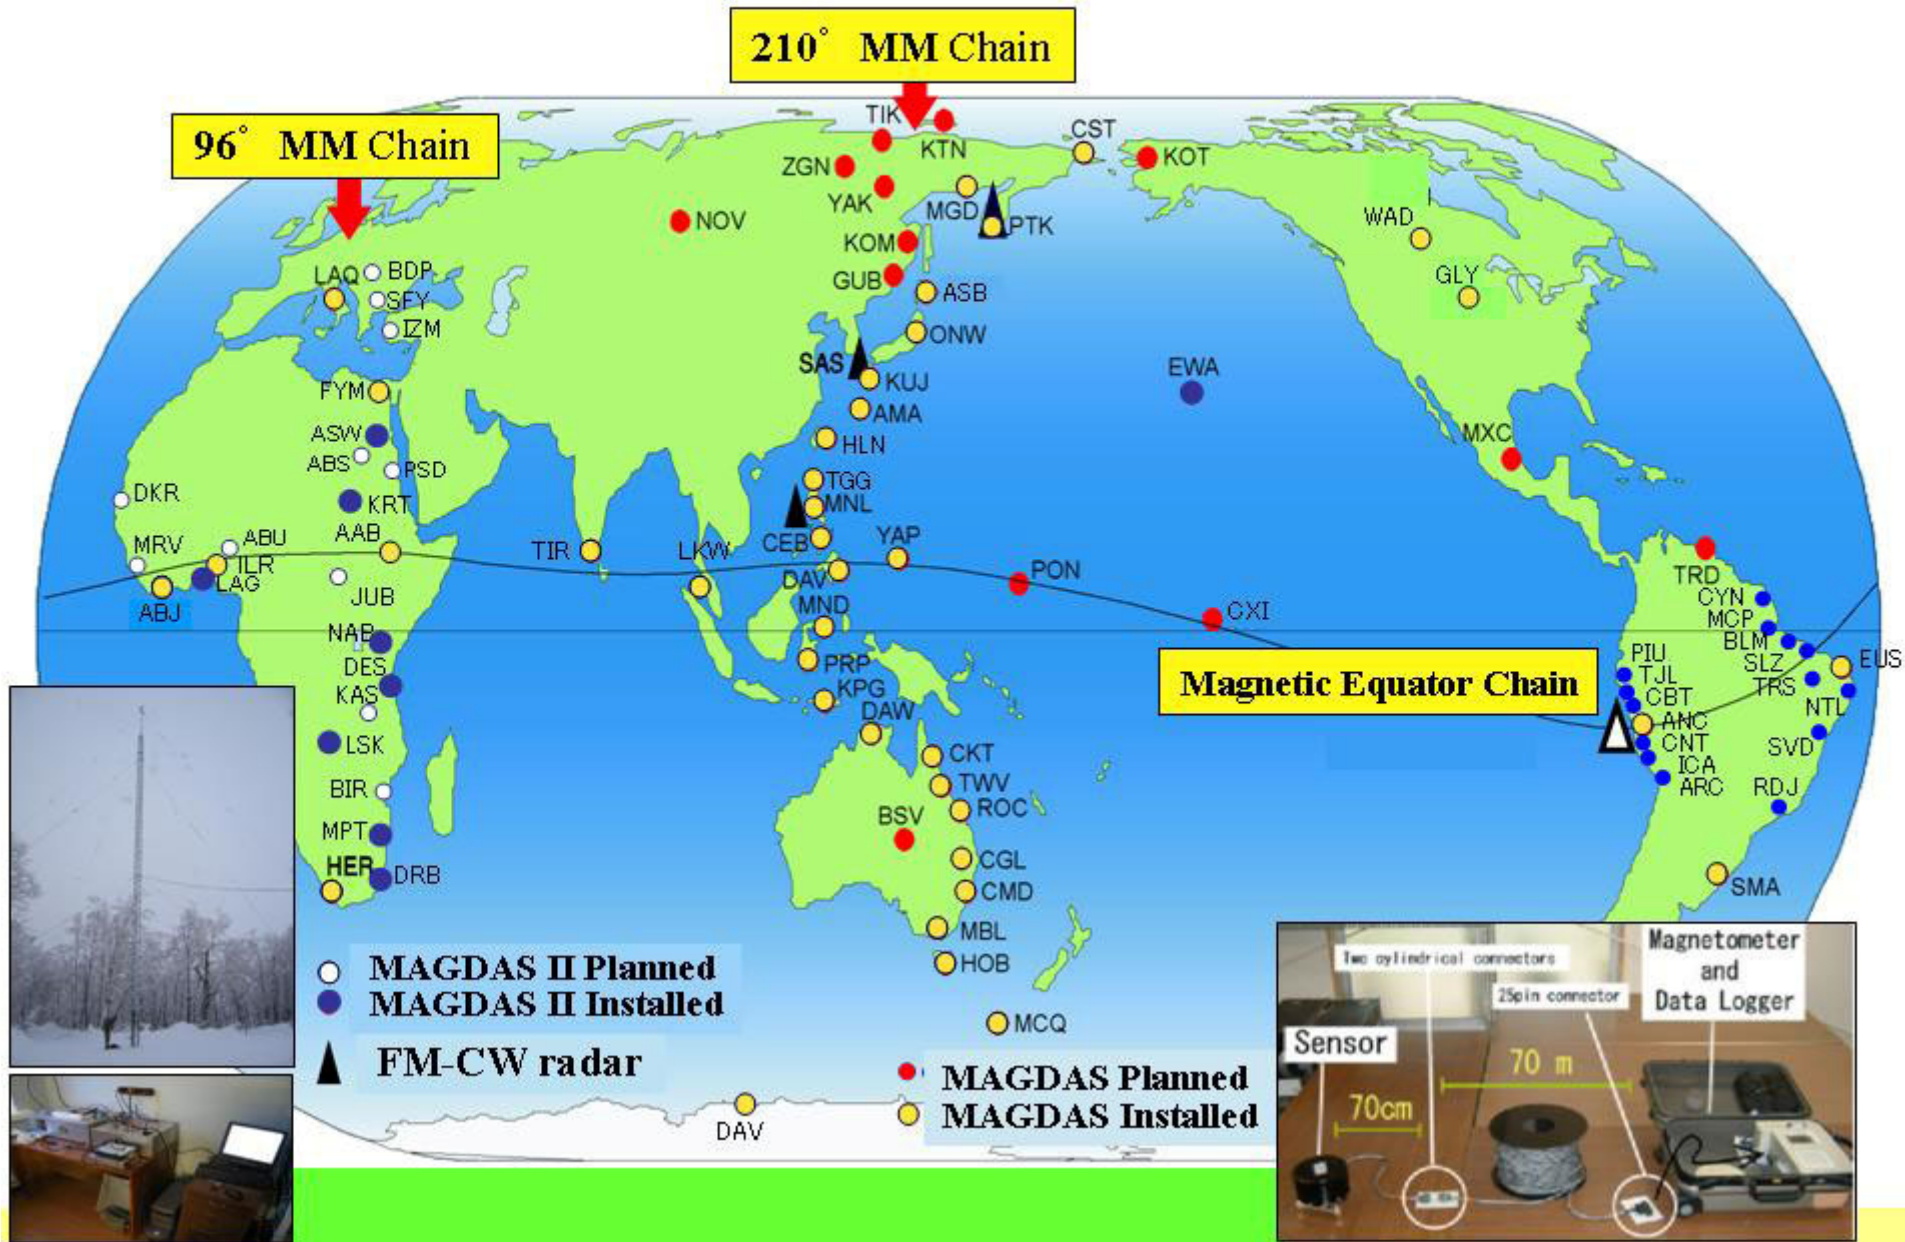 210° MM Chain
96° MM Chain
TIK
KTN
CST
KOT
ZGN
YAK
MGD
PTK
NOV
WAD
KOM
GUB
GLY
LAQ
BDP
SFY
IZM
ASB
ONW
SAS
KUJ
EWA
FYM
AMA
ASW
HLN
MXC
ABS
PSD
TGG
DKR
KRT
MNL
AAB
ABU
MRV
ILR
LAG
TIR
LKW
CEB
YAP
DAV
PON
TRD
ABJ
JUB
MND
CXI
CYN
MCP
BLM
NAB
DES
KAS
PRP
KPG
DAW
Magnetic Equator Chain
PIU
TJL
CBT
ANC
CNT
ICA
ARC
SLZ
TRS
EUS
NTL
SVD
RDJ
LSK
CKT
TWV
ROC
BIR
BSV
MPT
HER
DRB
CGL
CMD
SMA
MBL
HOB
MCQ
DAV
MAGDAS II Planned
MAGDAS II Installed
FM-CW radar
MAGDAS Planned
MAGDAS Installed
Magnetometer
and
Data Logger
Two cylindrical connectors
25pin connector
Sensor
70 m
70cm